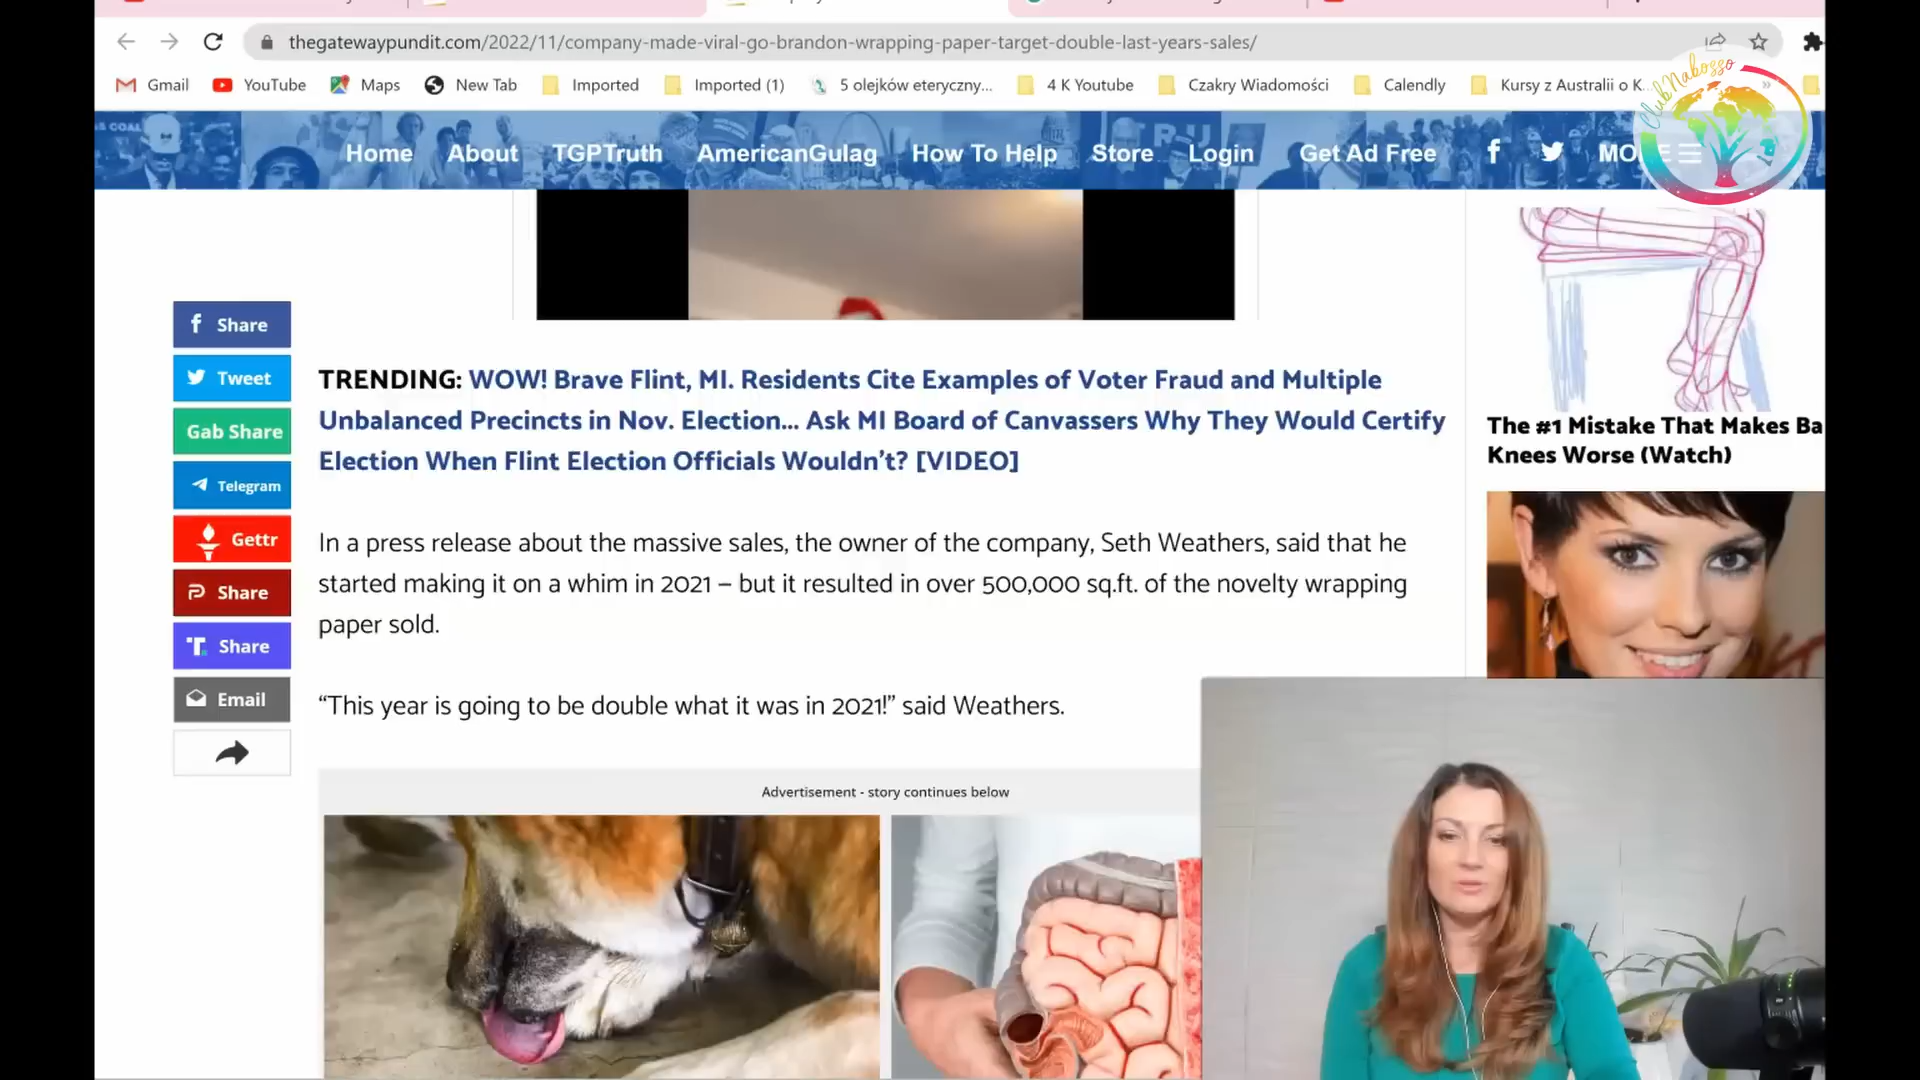 thegatewaypundit.com/2022/11/company-made-viral-go-brandon-wrapping-paper-target-double-last-years-sales/
Gmail YouTube Maps New Tab Imported Imported (1) 5 olejków eteryczny... 4 K Youtube Czakry Wiadomości Calendly Kursy z Australii o K...
ClubNabosso
Home About TGPTruth AmericanGulag How To Help Store Login Get Ad Free
Share
Tweet
Gab Share
Telegram
Gettr
Share
Share
Email
TRENDING: WOW! Brave Flint, MI. Residents Cite Examples of Voter Fraud and Multiple
Unbalanced Precincts in Nov. Election... Ask MI Board of Canvassers Why They Would Certify
Election When Flint Election Officials Wouldn't? [VIDEO]
In a press release about the massive sales, the owner of the company, Seth Weathers, said that he
started making it on a whim in 2021 – but it resulted in over 500,000 sq.ft. of the novelty wrapping
paper sold.
“This year is going to be double what it was in 2021!” said Weathers.
Advertisement - story continues below
The #1 Mistake That Makes Ba
Knees Worse (Watch)